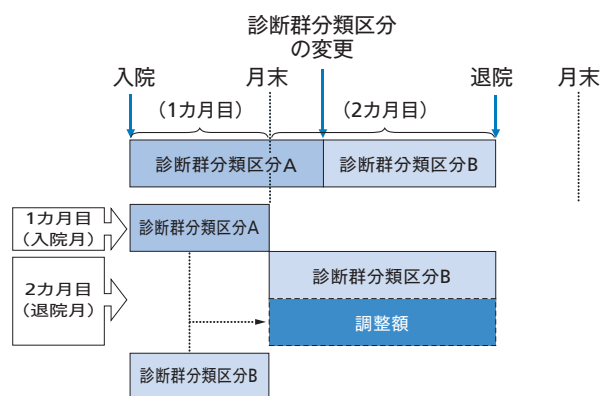 診断群分類区分
の変更
入院
月末
退院
月末
（1カ月目）
（2カ月目）
診断群分類区分A
診断群分類区分B
1カ月目
（入院月）
診断群分類区分A
2カ月目
（退院月）
診断群分類区分B
調整額
診断群分類区分B